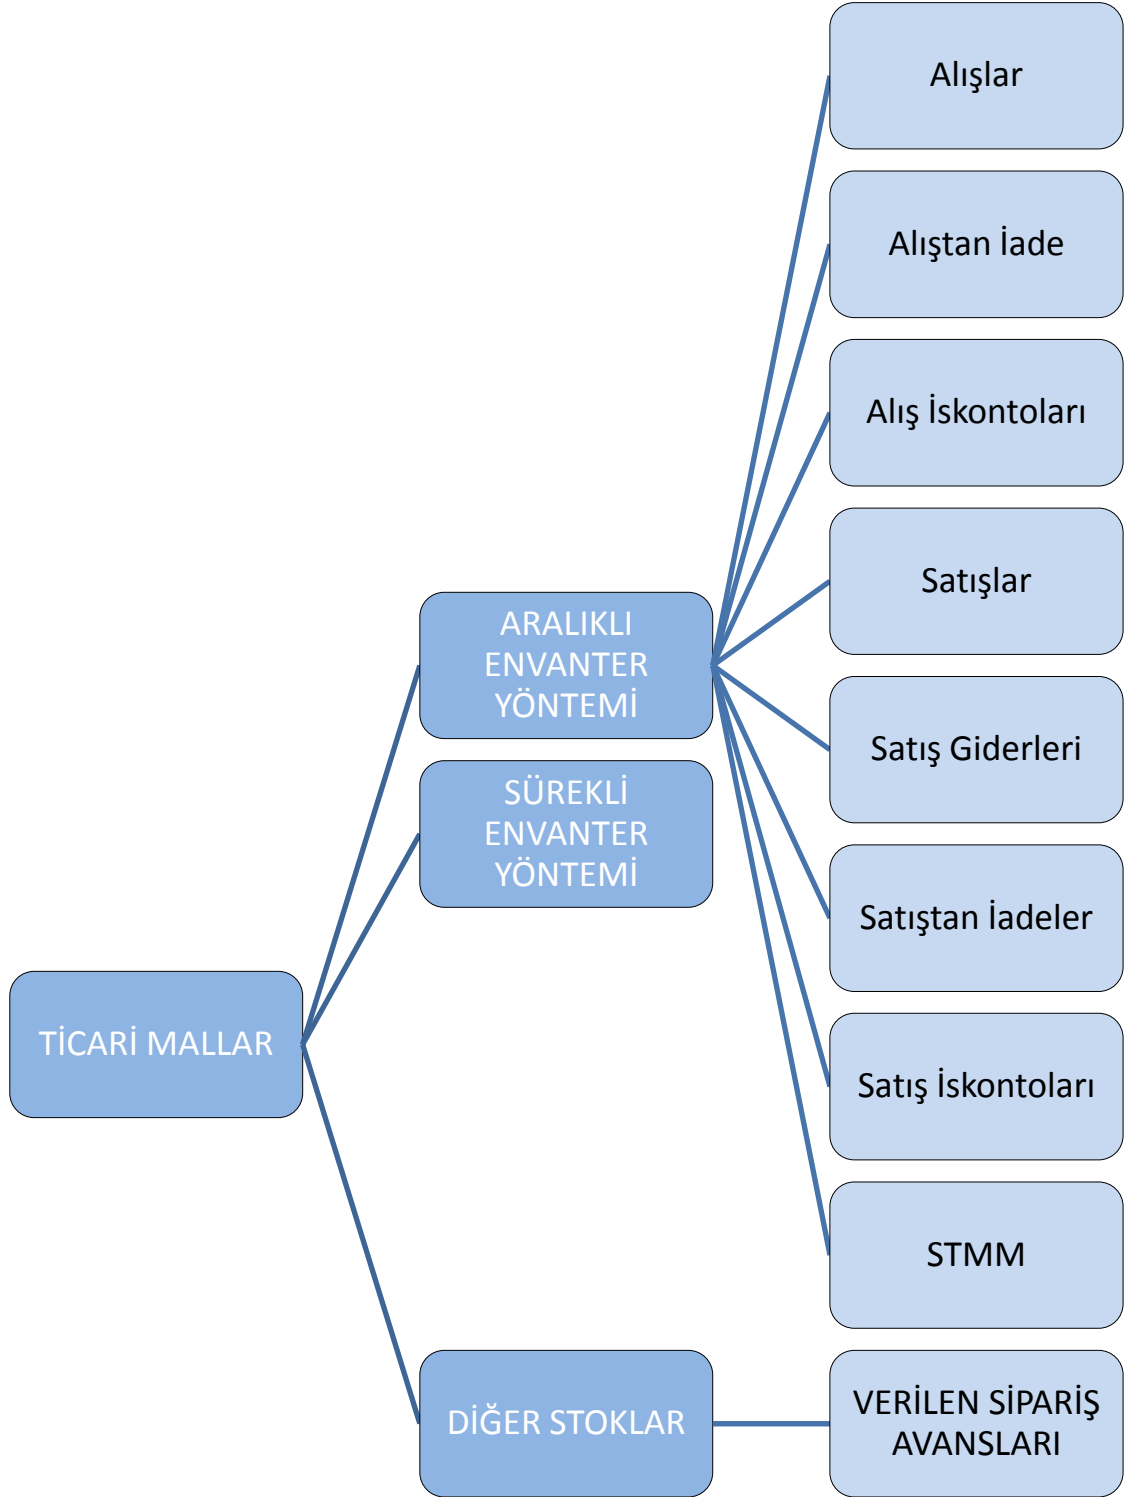 TİCARİ MALLAR
ARALIKLI
ENVANTER
YÖNTEMİ
Alışlar
Alıştan İade
Alış İskontoları
Satışlar
Satış Giderleri
Satıştan İadeler
Satış İskontoları
STMM
SÜREKLİ
ENVANTER
YÖNTEMİ
DİĞER STOKLAR
VERİLEN SİPARİŞ
AVANSLARI